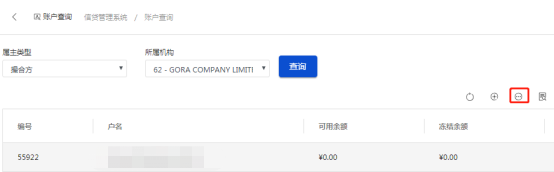 账户查询 信贷管理系统 / 账户查询
属主类型 所属机构
撮合方 62 - GORA COMPANY LIMITI 查询
编号 户名 可用余额 冻结余额
55922 ¥0.00 ¥0.00